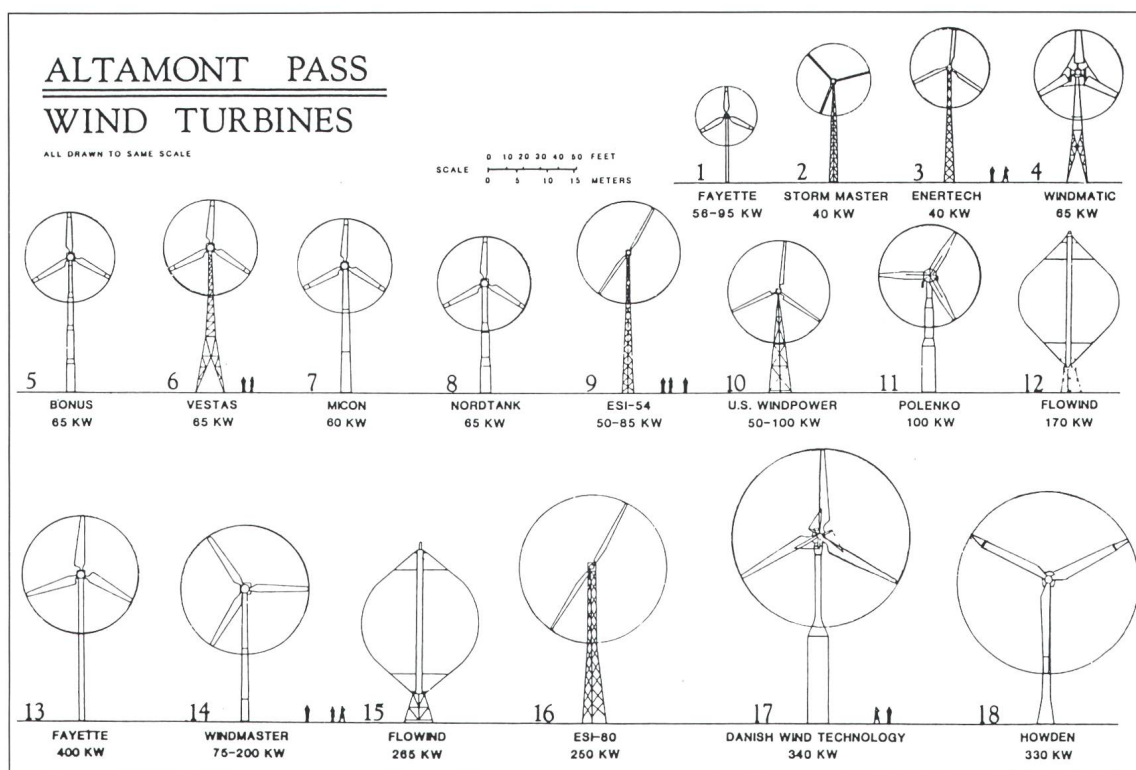 ALTAMONT PASS
WIND TURBINES
ALL DRAWN TO SAME SCALE
SCALE
0 10 20 30 40 50 FEET
0 5 10 15 METERS
1 2 3 4
FAYETTE STORM MASTER ENERTECH WINDMATIC
56-95 KW 40 KW 40 KW 65 KW
5 6 7 8 9 10 11 12
BONUS VESTAS MICON NORDTANK ESI-54 U.S. WINDPOWER POLENKO FLOWIND
65 KW 65 KW 60 KW 65 KW 50-85 KW 50-100 KW 100 KW 170 KW
13 14 15 16 17 18
FAYETTE WINDMASTER FLOWIND ESI-80 DANISH WIND TECHNOLOGY HOWDEN
400 KW 75-200 KW 265 KW 250 KW 340 KW 330 KW